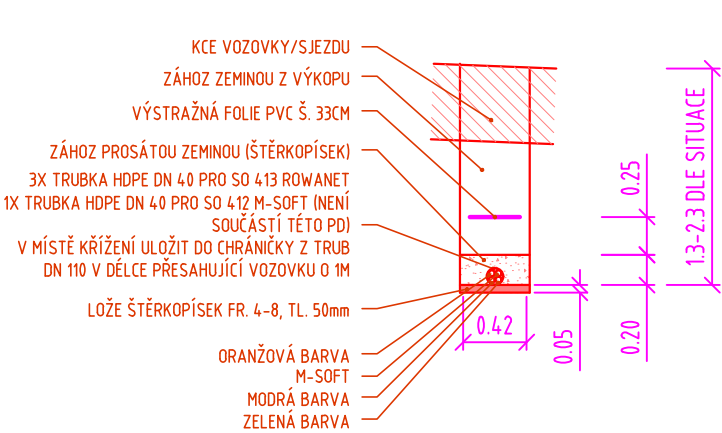 KCE VOZOVKY/SJEZDU
ZÁHOZ ZEMINOU Z VÝKOPU
VÝSTRAŽNÁ FOLIE PVC Š. 33CM
ZÁHOZ PROSÁTOU ZEMINOU (ŠTĚRKOPÍSEK)
3X TRUBKA HDPE DN 40 PRO SO 413 ROWANET
1X TRUBKA HDPE DN 40 PRO SO 412 M-SOFT (NENÍ
SOUČÁSTÍ TÉTO PD)
V MÍSTĚ KŘÍŽENÍ ULOŽIT DO CHRÁNIČKY Z TRUB
DN 110 V DÉLCE PŘESAHUJÍCÍ VOZOVKU O 1M
LOŽE ŠTĚRKOPÍSEK FR. 4-8, TL. 50mm
ORANŽOVÁ BARVA
M-SOFT
MODRÁ BARVA
ZELENÁ BARVA
0.42
0.05
0.20
0.25
1.3-2.3 DLE SITUACE